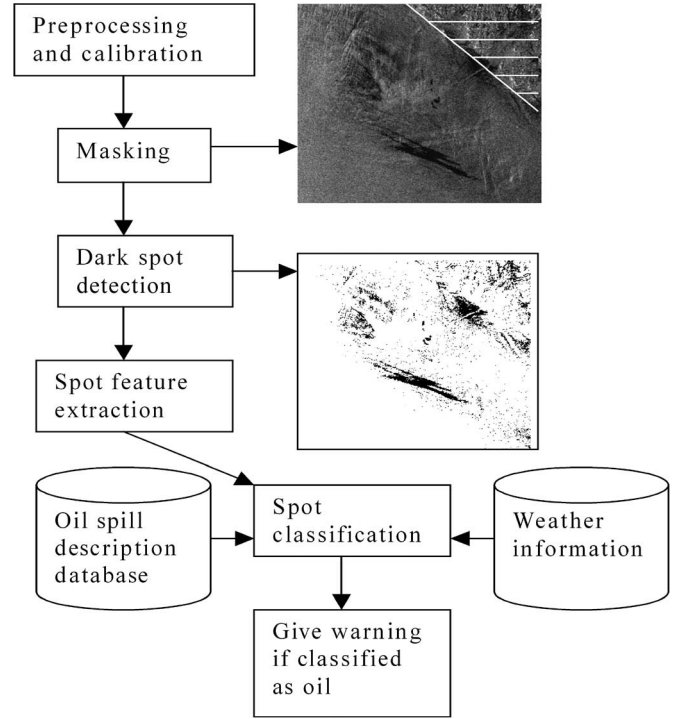 Preprocessing
and calibration
Masking
Dark spot
detection
Spot feature
extraction
Oil spill
description
database
Spot
classification
Weather
information
Give warning
if classified
as oil